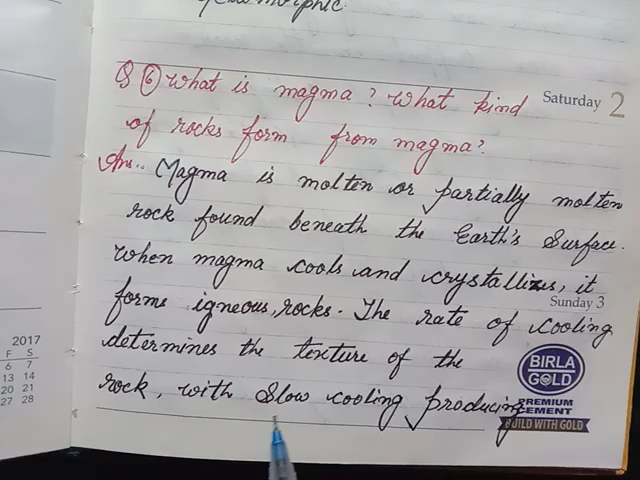 morphic
Q 6 What is magma? What kind
Saturday 2
of rocks form from magma?
Ans.. Magma is molten or partially molten
rock found beneath the Earth's Surface.
When magma cools and crystallizes, it
Sunday 3
forms igneous, rocks. The rate of cooling
determines the texture of the
rock, with Slow cooling producing
2017
F S
6 7
13 14
20 21
27 28
BIRLA
GOLD
PREMIUM
CEMENT
BUILD WITH GOLD